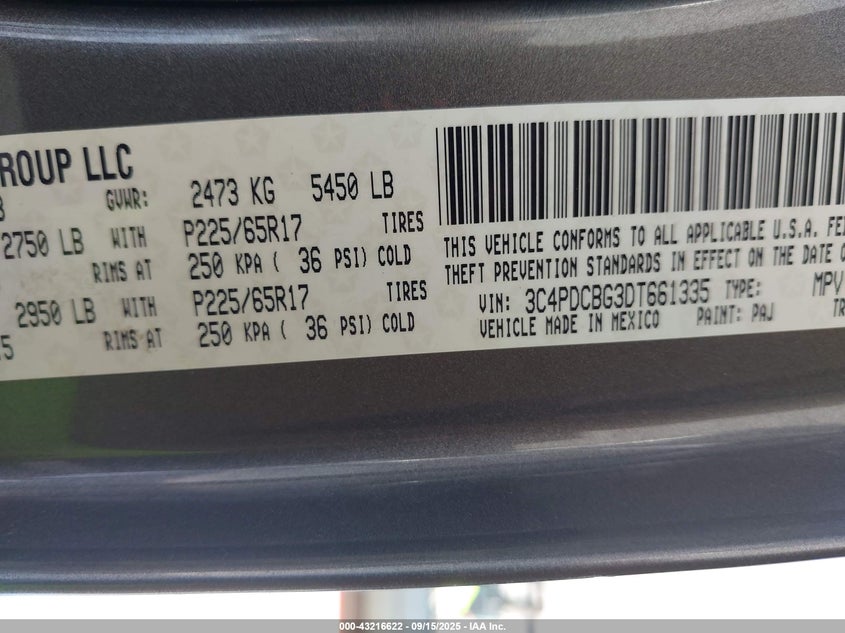 ROUP LLC
GVWR: 2473 KG 5450 LB
2750 LB WITH P225/65R17 TIRES
RIMS AT 250 KPA ( 36 PSI) COLD
2950 LB WITH P225/65R17 TIRES
RIMS AT 250 KPA ( 36 PSI) COLD
THIS VEHICLE CONFORMS TO ALL APPLICABLE U.S.A. FE
THEFT PREVENTION STANDARDS IN EFFECT ON THE DATE O
VIN: 3C4PDCBG3DT661335 TYPE: MPV
VEHICLE MADE IN MEXICO PAINT: PAJ TR
000-43216622 - 09/15/2025 - IAA Inc.